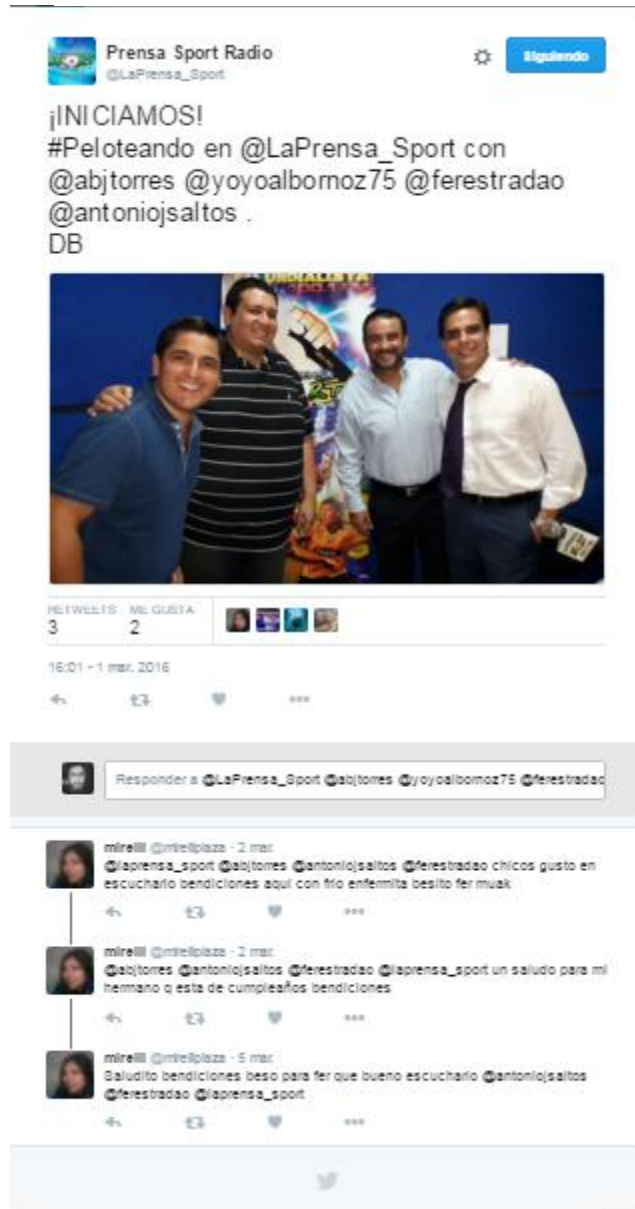 Prensa Sport Radio
@LaPrensa_Sport
Siguiendo
¡INICIAMOS!
#Peloteando en @LaPrensa_Sport con
@abjtorres @yoyoalbornoz75 @ferestradao
@antoniojsaltos .
DB
RETWEETS ME GUSTA
3 2
16:01 - 1 mar. 2016
Responder a @LaPrensa_Sport @abjtorres @yoyoalbornoz75 @ferestradao
mirelll @mirellplaza · 2 mar.
@laprensa_sport @abjtorres @antoniojsaltos @ferestradao chicos gusto en
escucharlo bendiciones aqui con frio enfermita besito fer muak
mirelll @mirellplaza · 2 mar.
@abjtorres @antoniojsaltos @ferestradao @laprensa_sport un saludo para mi
hermano q esta de cumpleaños bendiciones
mirelll @mirellplaza · 5 mar.
Saludito bendiciones beso para fer que bueno escucharlo @antoniojsaltos
@ferestradao @laprensa_sport